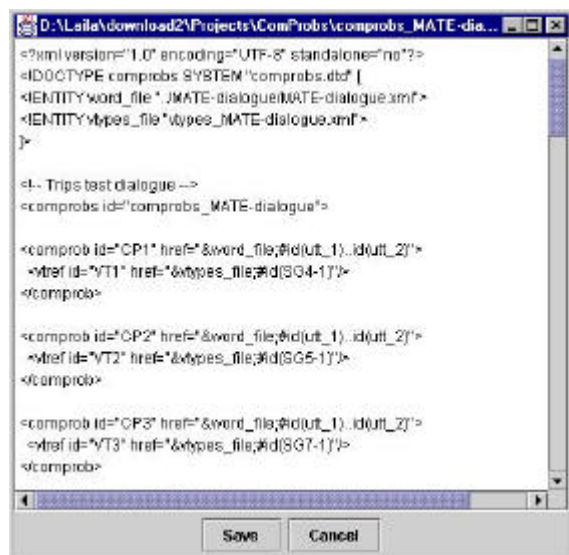 D:\Laila\download2\Projects\ComProbs\comprobs_MATE-dia...
<?xml version="1.0" encoding="UTF-8" standalone="no"?>
<!DOCTYPE comprobs SYSTEM "comprobs.dtd" [
<!ENTITY word_file "../MATE-dialogue/MATE-dialogue.xml">
<!ENTITY vtypes_file "vtypes_MATE-dialogue.xml">
]>
<!-- Trips test dialogue -->
<comprobs id="comprobs_MATE-dialogue">
<comprob id="CP1" href="&word_file;#id(utt_1)..id(utt_2)">
<vtref id="VT1" href="&vtypes_file;#id(SG4-1)"/>
</comprob>
<comprob id="CP2" href="&word_file;#id(utt_1)..id(utt_2)">
<vtref id="VT2" href="&vtypes_file;#id(SG5-1)"/>
</comprob>
<comprob id="CP3" href="&word_file;#id(utt_1)..id(utt_2)">
<vtref id="VT3" href="&vtypes_file;#id(SG7-1)"/>
</comprob>
Save Cancel